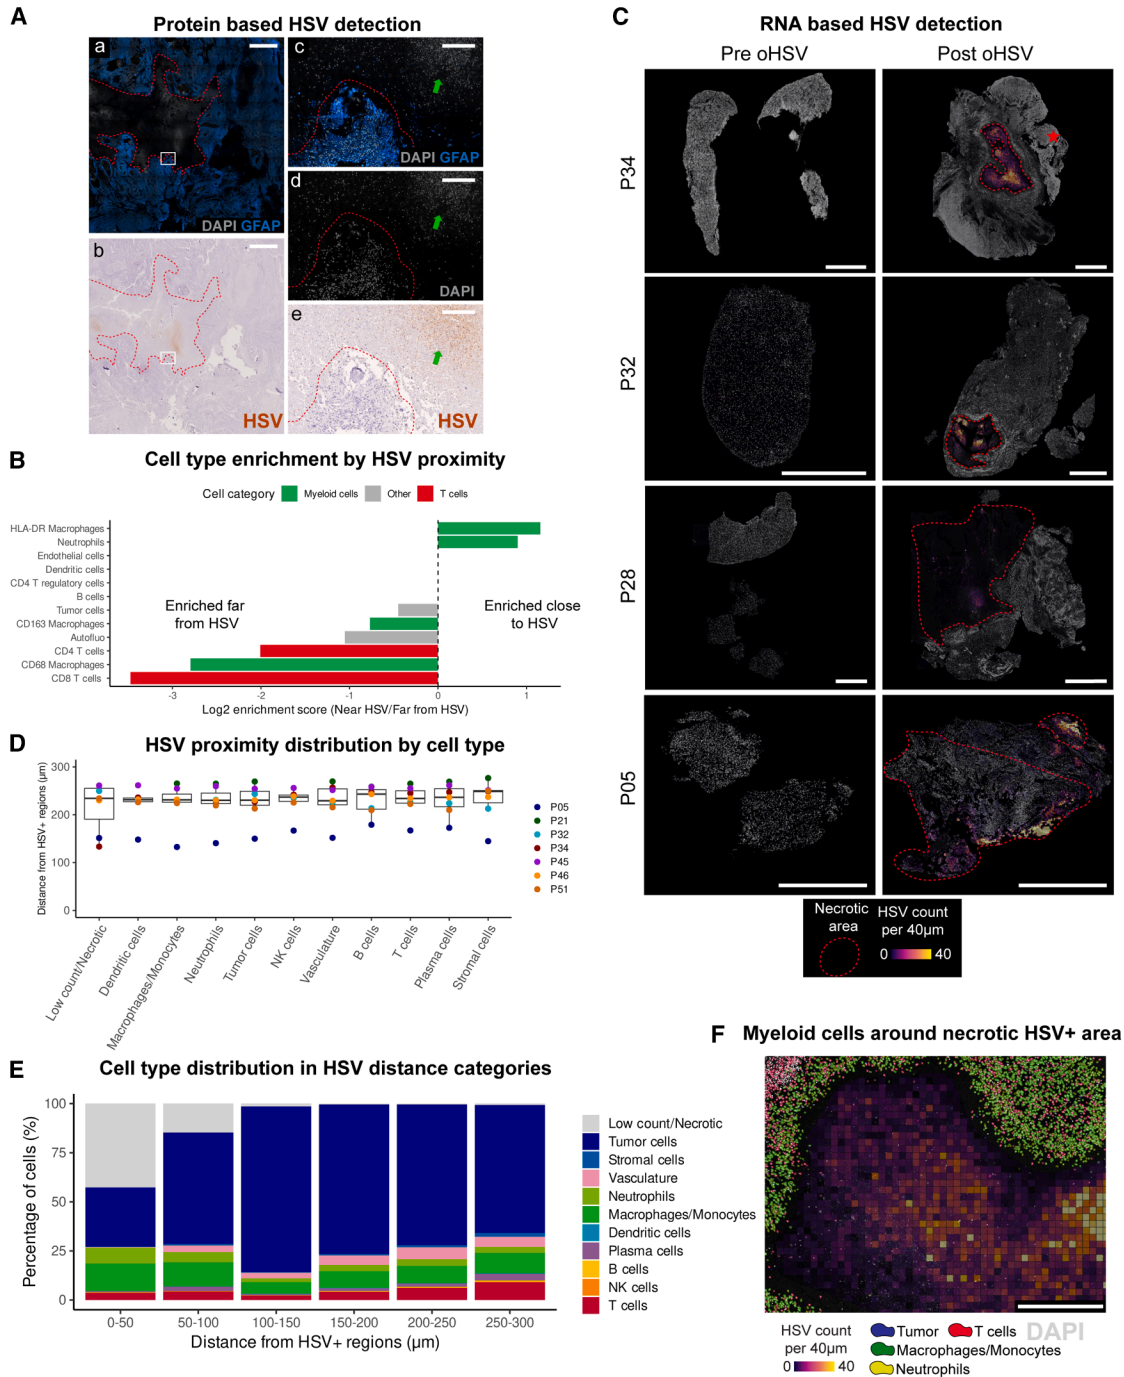 A
Protein based HSV detection
a
DAPI GFAP
b
HSV
c
DAPI GFAP
d
DAPI
e
HSV
B
Cell type enrichment by HSV proximity
Cell category
Myeloid cells
Other
T cells
HLA-DR Macrophages
Neutrophils
Endothelial cells
Dendritic cells
CD4 T regulatory cells
B cells
Tumor cells
CD163 Macrophages
Autofluo
CD4 T cells
CD68 Macrophages
CD8 T cells
Enriched far
from HSV
Enriched close
to HSV
-3 -2 -1 0 1
Log2 enrichment score (Near HSV/Far from HSV)
C
RNA based HSV detection
Pre oHSV
Post oHSV
P34
P32
P28
P05
Necrotic
area
HSV count
per 40µm
0 40
D
HSV proximity distribution by cell type
Distance from HSV+ regions (µm)
300
200
100
0
Low count/Necrotic
Dendritic cells
Macrophages/Monocytes
Neutrophils
Tumor cells
NK cells
Vasculature
B cells
T cells
Plasma cells
Stromal cells
P05
P21
P32
P34
P45
P46
P51
E
Cell type distribution in HSV distance categories
Percentage of cells (%)
100
75
50
25
0
0-50 50-100 100-150 150-200 200-250 250-300
Distance from HSV+ regions (µm)
Low count/Necrotic
Tumor cells
Stromal cells
Vasculature
Neutrophils
Macrophages/Monocytes
Dendritic cells
Plasma cells
B cells
NK cells
T cells
F
Myeloid cells around necrotic HSV+ area
HSV count
per 40µm
0 40
Tumor
T cells
DAPI
Macrophages/Monocytes
Neutrophils